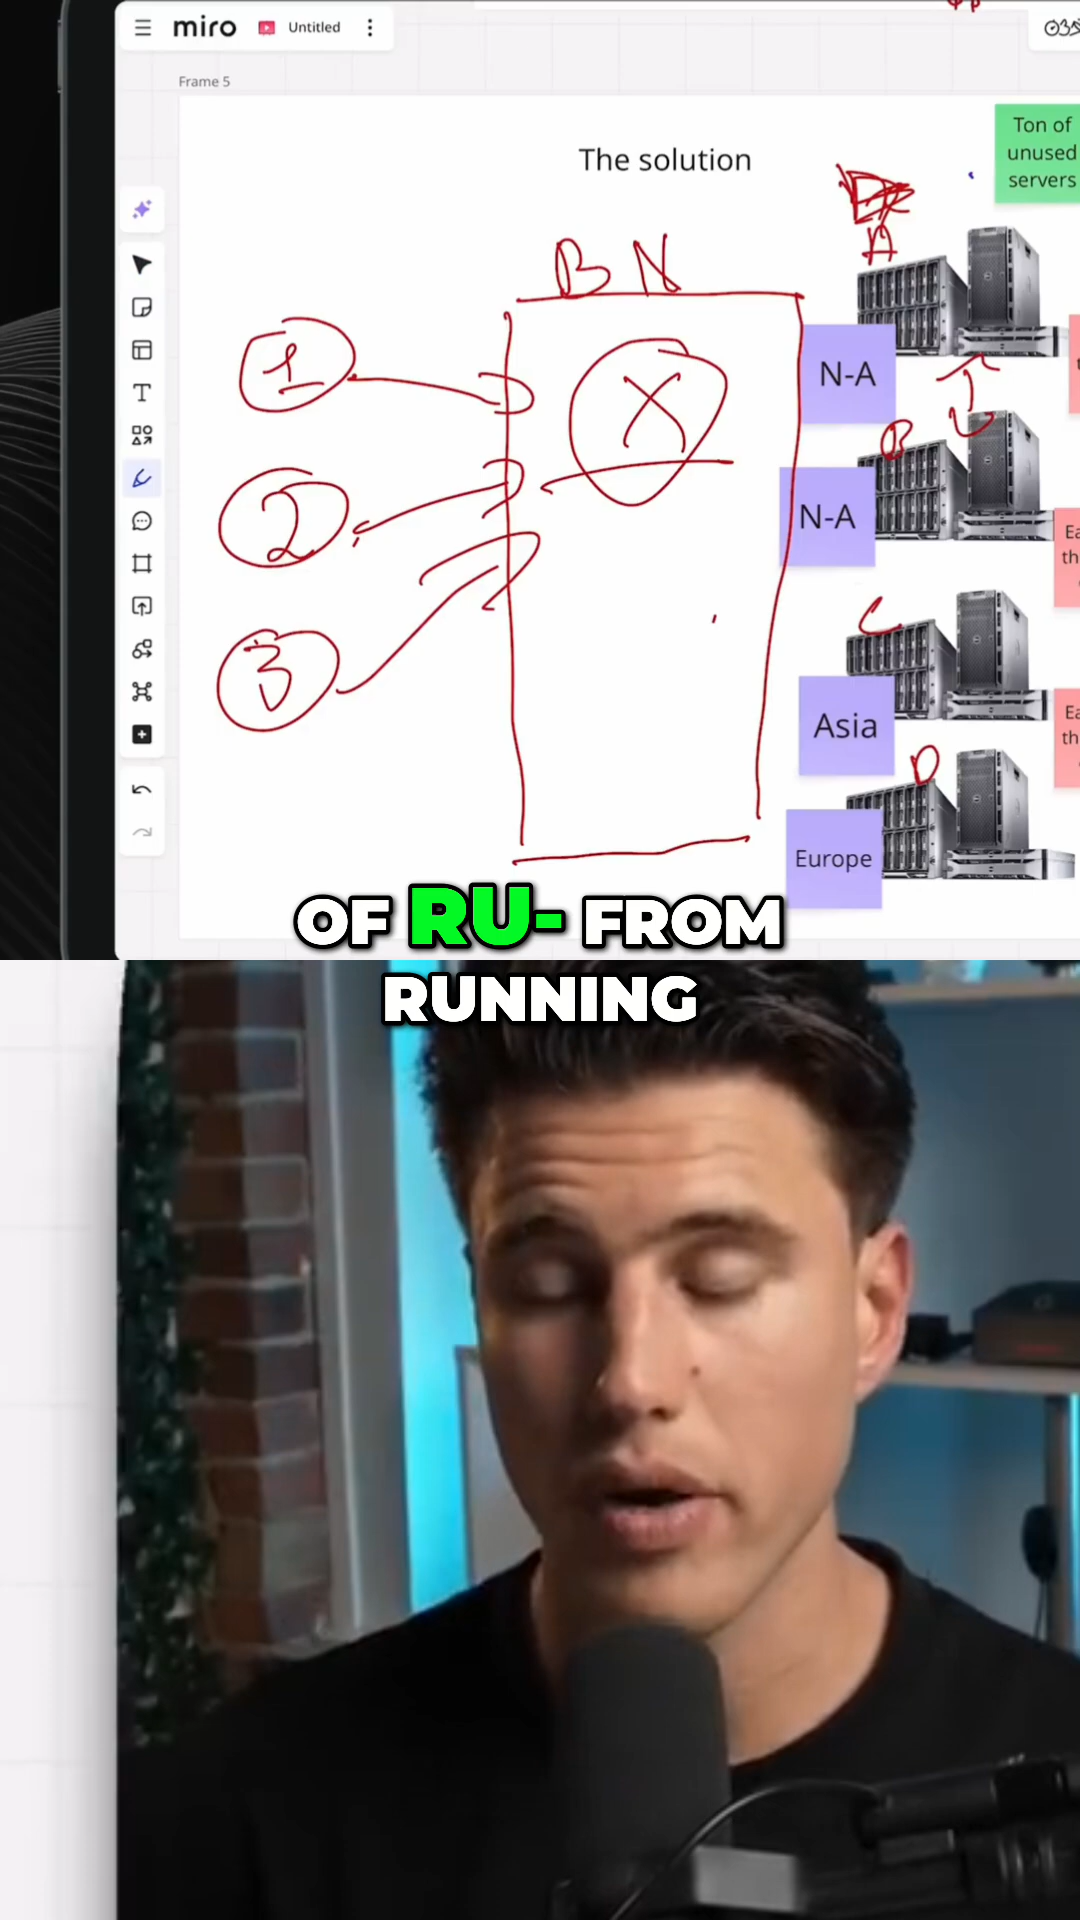 miro Untitled
Frame 5
The solution
Ton of
unused
servers
A
B N
1
X
N-A
2
B
N-A
3
C
Asia
D
Europe
OF RU- FROM
RUNNING